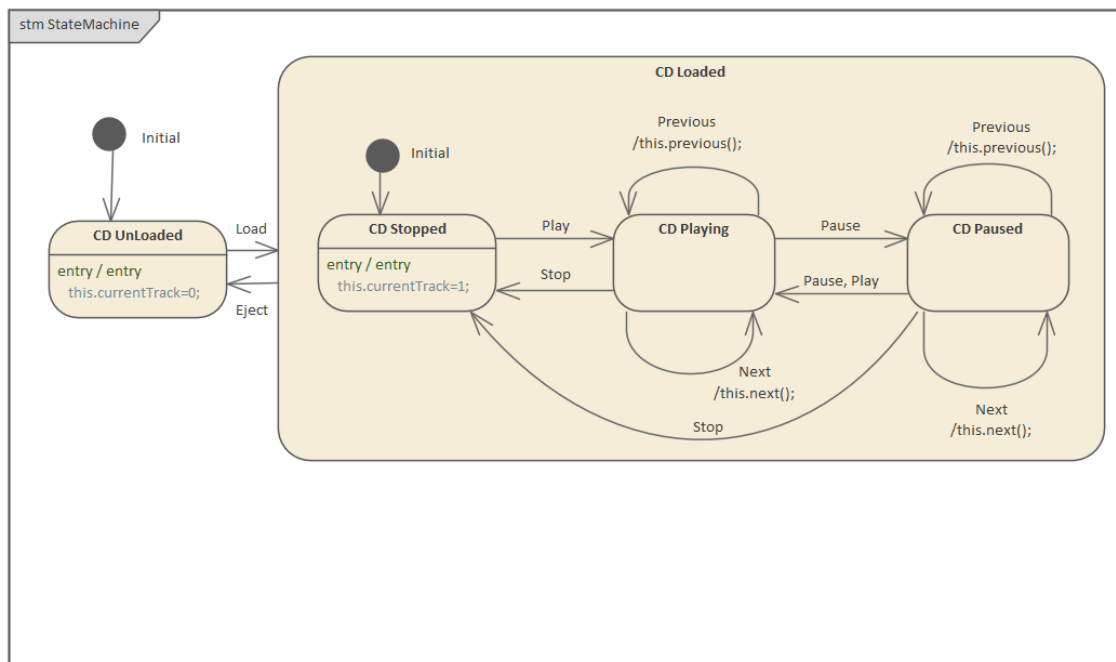 stm StateMachine
CD Loaded
Initial
Initial
Previous
/this.previous();
Previous
/this.previous();
CD UnLoaded
entry / entry
this.currentTrack=0;
Load
Eject
CD Stopped
entry / entry
this.currentTrack=1;
Play
Stop
CD Playing
Pause
Pause, Play
CD Paused
Next
/this.next();
Stop
Next
/this.next();